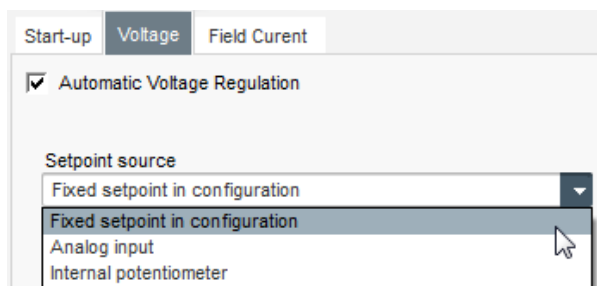 Start-up Voltage Field Curent
Automatic Voltage Regulation
Setpoint source
Fixed setpoint in configuration
Fixed setpoint in configuration
Analog input
Internal potentiometer